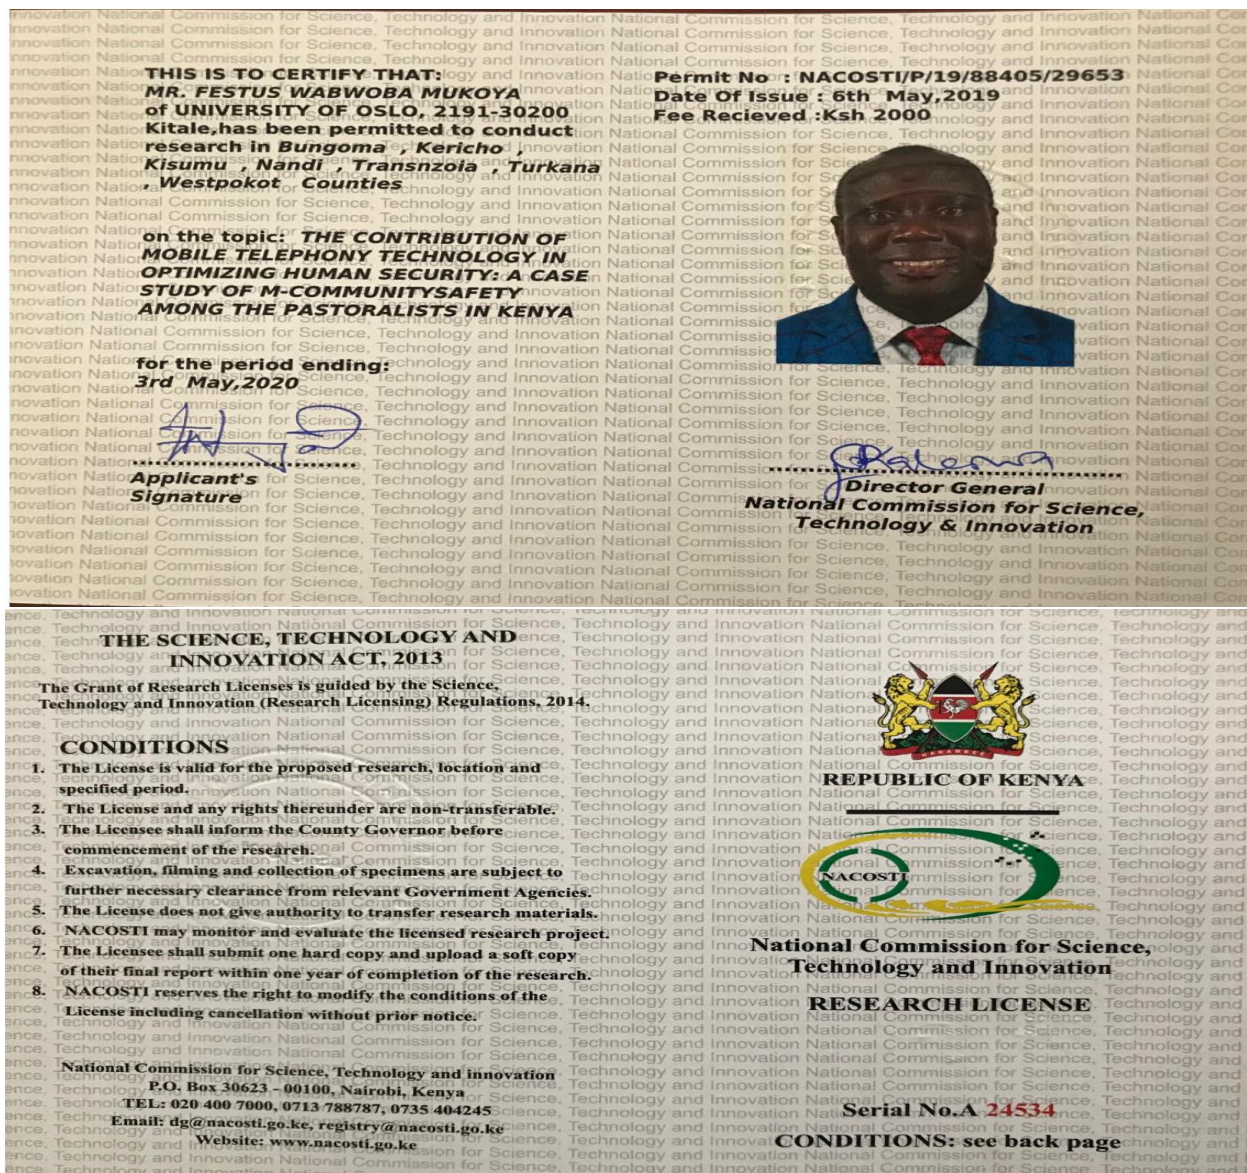 THIS IS TO CERTIFY THAT:
MR. FESTUS WABWOBA MUKOYA
of UNIVERSITY OF OSLO, 2191-30200
Kitale,has been permitted to conduct
research in Bungoma , Kericho ,
Kisumu , Nandi , Transnzoia , Turkana
, Westpokot Counties
on the topic: THE CONTRIBUTION OF
MOBILE TELEPHONY TECHNOLOGY IN
OPTIMIZING HUMAN SECURITY: A CASE
STUDY OF M-COMMUNITYSAFETY
AMONG THE PASTORALISTS IN KENYA
for the period ending:
3rd May,2020
Applicant's
Signature
Permit No : NACOSTI/P/19/88405/29653
Date Of Issue : 6th May,2019
Fee Recieved :Ksh 2000
Director General
National Commission for Science,
Technology & Innovation
THE SCIENCE, TECHNOLOGY AND
INNOVATION ACT, 2013
The Grant of Research Licenses is guided by the Science,
Technology and Innovation (Research Licensing) Regulations, 2014.
CONDITIONS
1. The License is valid for the proposed research, location and
specified period.
2. The License and any rights thereunder are non-transferable.
3. The Licensee shall inform the County Governor before
commencement of the research.
4. Excavation, filming and collection of specimens are subject to
further necessary clearance from relevant Government Agencies.
5. The License does not give authority to transfer research materials.
6. NACOSTI may monitor and evaluate the licensed research project.
7. The Licensee shall submit one hard copy and upload a soft copy
of their final report within one year of completion of the research.
8. NACOSTI reserves the right to modify the conditions of the
License including cancellation without prior notice.
National Commission for Science, Technology and innovation
P.O. Box 30623 - 00100, Nairobi, Kenya
TEL: 020 400 7000, 0713 788787, 0735 404245
Email: dg@nacosti.go.ke, registry@nacosti.go.ke
Website: www.nacosti.go.ke
REPUBLIC OF KENYA
NACOSTI
National Commission for Science,
Technology and Innovation
RESEARCH LICENSE
Serial No.A 24534
CONDITIONS: see back page